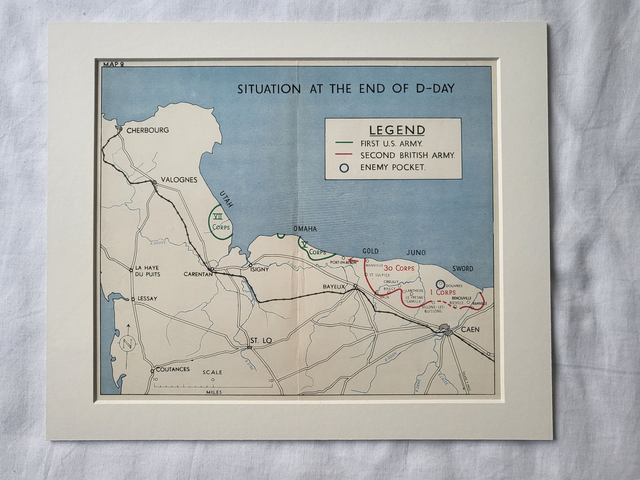 MAP 9
SITUATION AT THE END OF D-DAY
LEGEND
FIRST U.S. ARMY.
SECOND BRITISH ARMY.
ENEMY POCKET.
CHERBOURG
VALOGNES
UTAH
VII
CORPS
OMAHA
V
CORPS
GOLD
JUNO
SWORD
30 CORPS
I CORPS
ISIGNY
CARENTAN
LA HAYE
DU PUITS
LESSAY
BAYEUX
CAEN
ST. LO
COUTANCES
N
SCALE
MILES